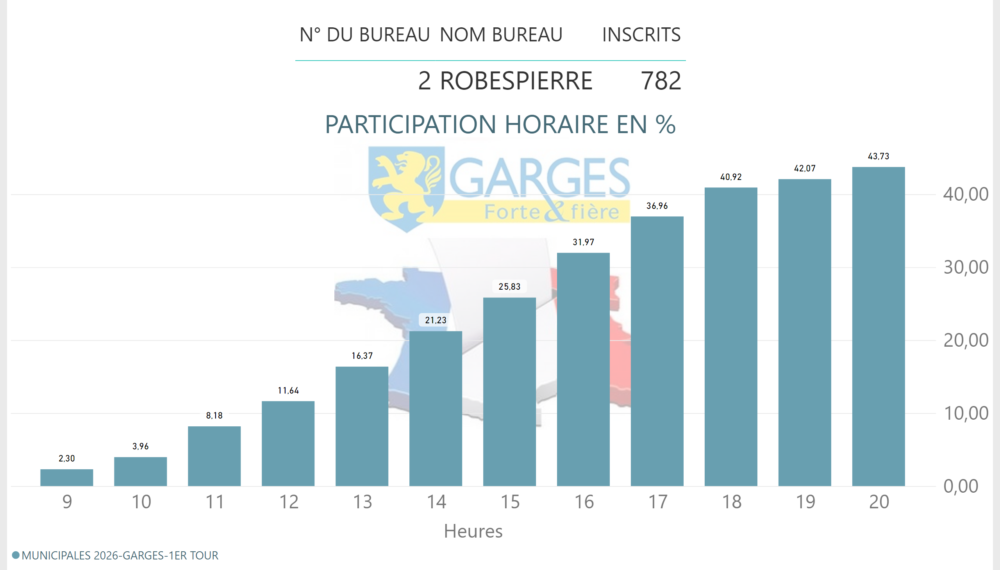 N° DU BUREAU NOM BUREAU INSCRITS
2 ROBESPIERRE 782
PARTICIPATION HORAIRE EN %
GARGES
Forte & fière
43,73
42,07
40,92
40,00
36,96
31,97
30,00
25,83
21,23
20,00
16,37
11,64
10,00
8,18
3,96
2,30
0,00
9 10 11 12 13 14 15 16 17 18 19 20
Heures
MUNICIPALES 2026-GARGES-1ER TOUR